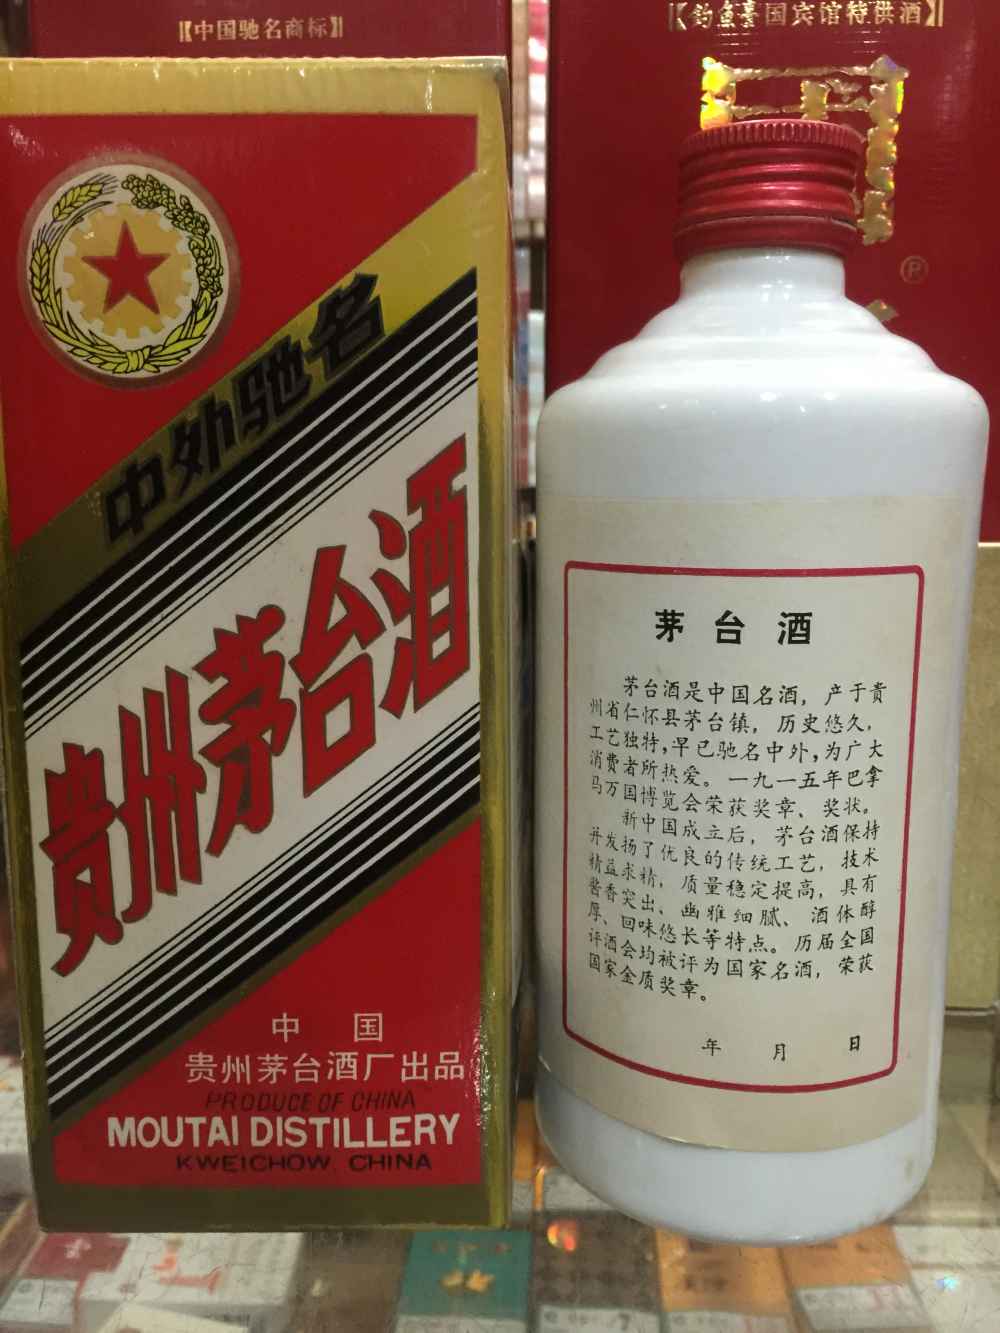 【中国驰名商标】
【钓鱼臺国宾馆特供酒】
®
中外驰名
贵州茅台酒
中国
贵州茅台酒厂出品
PRODUCE OF CHINA
MOUTAI DISTILLERY
KWEICHOW CHINA
茅台酒
茅台酒是中国名酒，产于贵
州省仁怀县茅台镇，历史悠久，
工艺独特，早已驰名中外，为广大
消费者所热爱。一九一五年巴拿
马万国博览会荣获奖章、奖状。
新中国成立后，茅台酒保持
并发扬了优良的传统工艺，技术
精益求精，质量稳定提高，具有
酱香突出、幽雅细腻、酒体醇
厚、回味悠长等特点。历届全国
评酒会均被评为国家名酒，荣获
国家金质奖章。
年 月 日